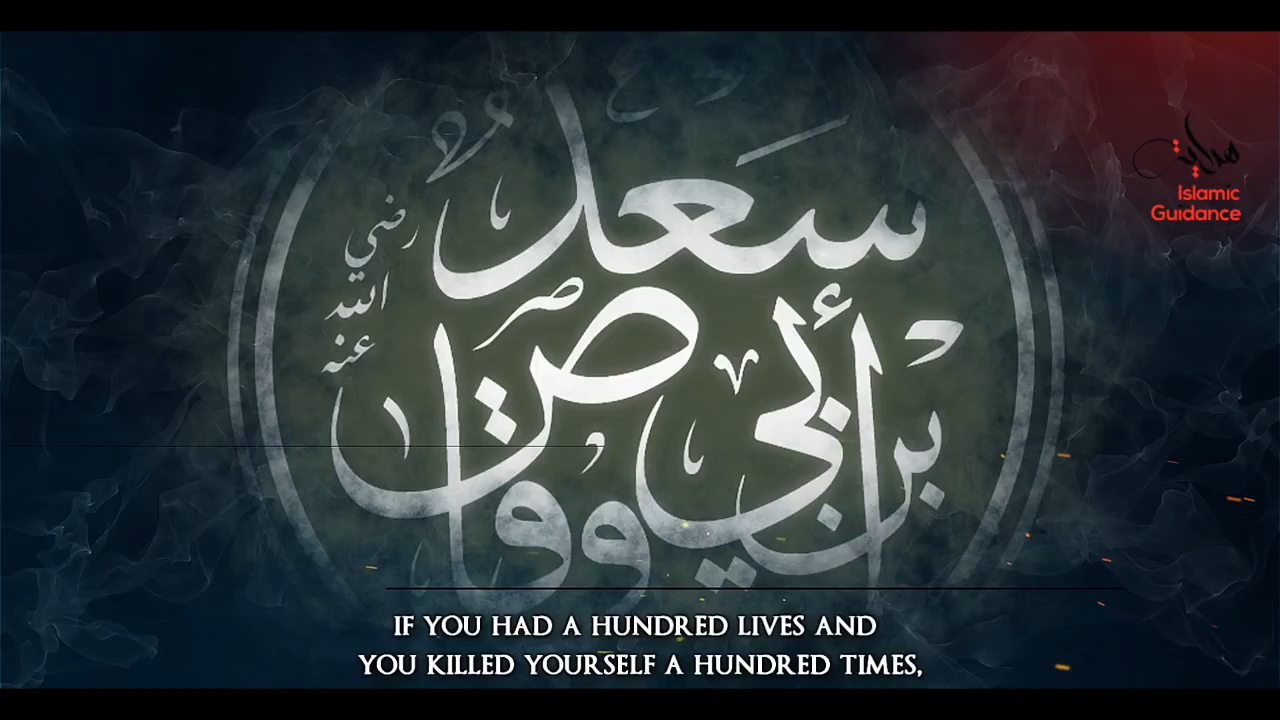 سَعْد
بن أبي وقاص
رضي
الله
عنه
هداية
Islamic
Guidance
IF YOU HAD A HUNDRED LIVES AND
YOU KILLED YOURSELF A HUNDRED TIMES,